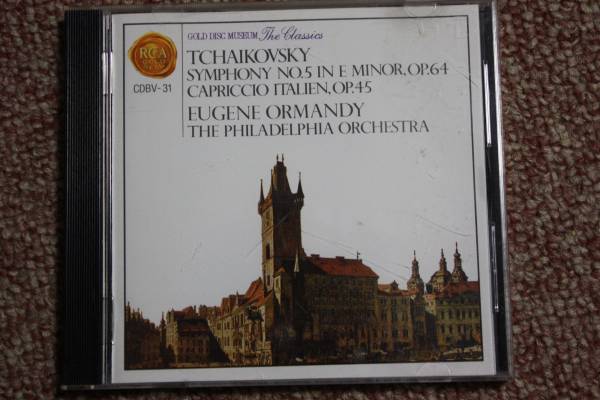 GOLD DISC MUSEUM The Classics
RCA
GOLD
CDBV-31
TCHAIKOVSKY
SYMPHONY NO.5 IN E MINOR, OP.64
CAPRICCIO ITALIEN, OP.45
EUGENE ORMANDY
THE PHILADELPHIA ORCHESTRA